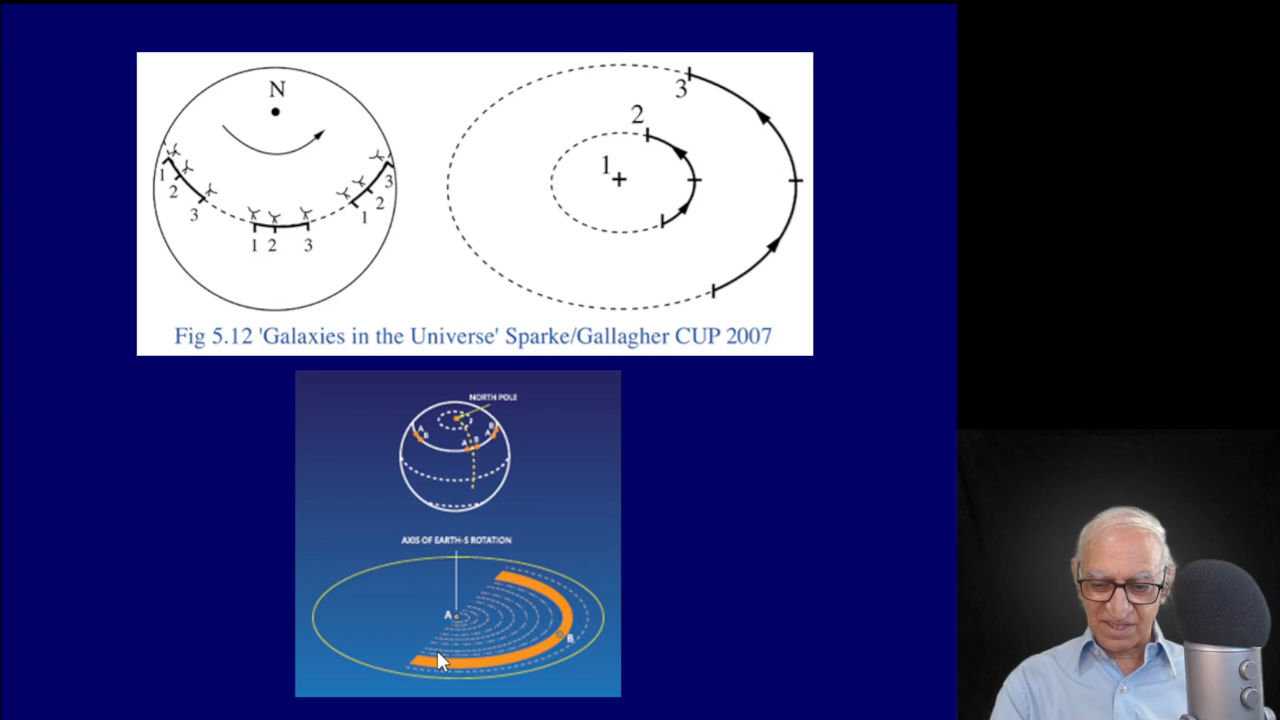 N
1
2
3
1
2
3
1
2
3
1
2
3
Fig 5.12 'Galaxies in the Universe' Sparke/Gallagher CUP 2007
NORTH POLE
A
B
A
B
A
B
AXIS OF EARTH-S ROTATION
A
B